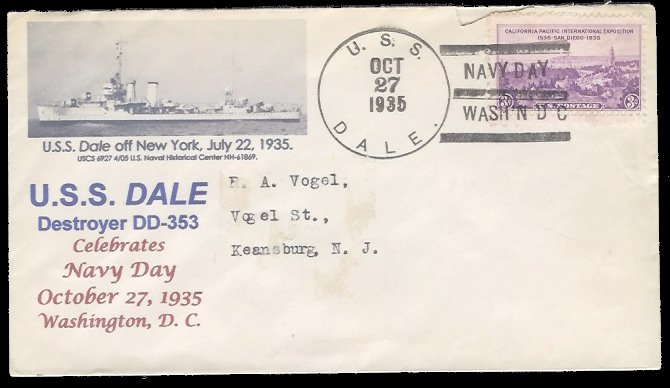 U.S.S. Dale off New York, July 22, 1935.
USCS 6927 4/05 U.S. Naval Historical Center NH-61869.
U.S.S. DALE
Destroyer DD-353
Celebrates
Navy Day
October 27, 1935
Washington, D. C.
U. S. S.
OCT
27
1935
DALE.
NAVY DAY
WASH'N D C
CALIFORNIA PACIFIC INTERNATIONAL EXPOSITION
1535-SAN DIEGO-1935
3¢ U.S. POSTAGE 3¢
E. A. Vogel,
Vogel St.,
Keansburg, N. J.